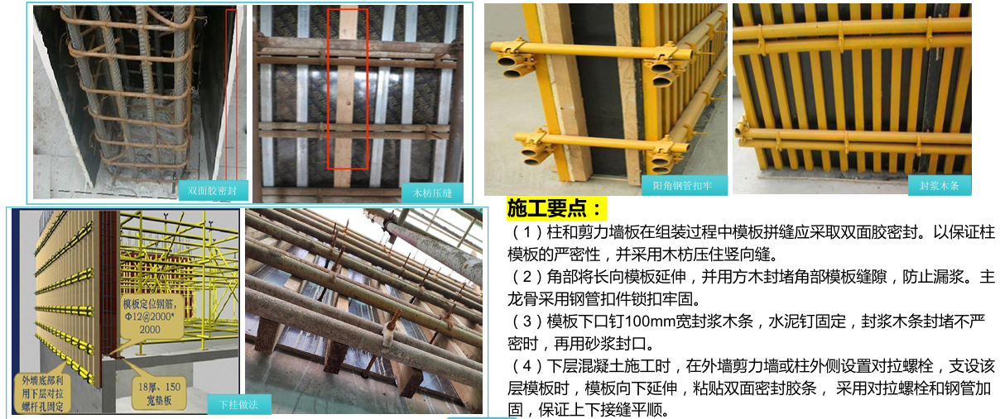 双面胶密封
木枋压缝
阳角钢管扣牢
封浆木条
模板定位钢筋，
Φ12@2000*
2000
外墙底部利
用下层对拉
螺杆孔固定
18厚、150
宽垫板
下挂做法
施工要点：
（1）柱和剪力墙板在组装过程中模板拼缝应采取双面胶密封。以保证柱
模板的严密性，并采用木枋压住竖向缝。
（2）角部将长向模板延伸，并用方木封堵角部模板缝隙，防止漏浆。主
龙骨采用钢管扣件锁扣牢固。
（3）模板下口钉100mm宽封浆木条，水泥钉固定，封浆木条封堵不严
密时，再用砂浆封口。
（4）下层混凝土施工时，在外墙剪力墙或柱外侧设置对拉螺栓，支设该
层模板时，模板向下延伸，粘贴双面密封胶条， 采用对拉螺栓和钢管加
固，保证上下接缝平顺。